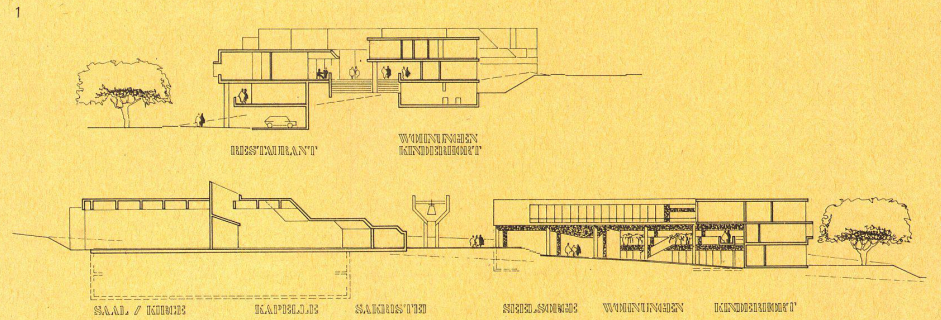 1
RESTAURANT
WOHNUNGEN
KINDERHORT
SAAL / KIRCHE
KAPELLE
SAKRISTEI
SEELSORGE
WOHNUNGEN
KINDERHORT